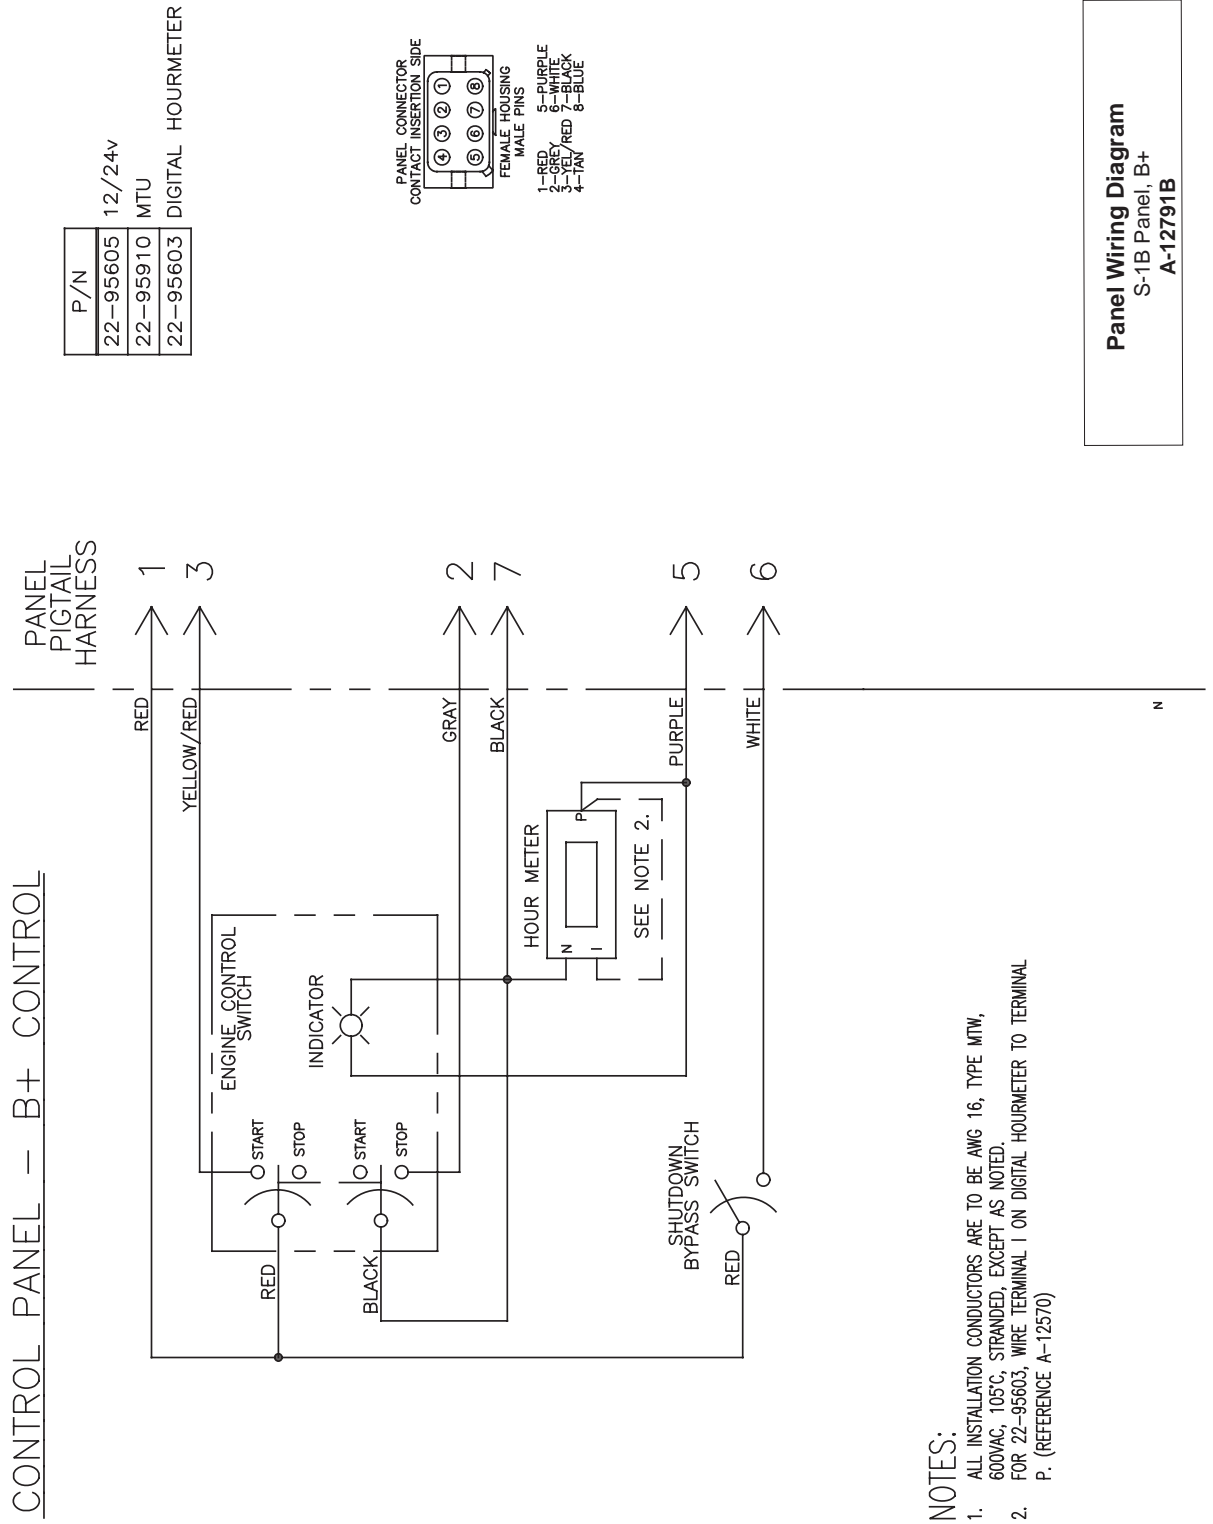 CONTROL PANEL – B+ CONTROL
PANEL
PIGTAIL
HARNESS
P/N
22–95605 12/24v
22–95910 MTU
22–95603 DIGITAL HOURMETER
RED
1
YELLOW/RED
3
ENGINE CONTROL
SWITCH
START
STOP
RED
INDICATOR
START
STOP
BLACK
GRAY
2
BLACK
7
HOUR METER
N
I
P
SEE NOTE 2.
PURPLE
5
SHUTDOWN
BYPASS SWITCH
RED
WHITE
6
PANEL CONNECTOR
CONTACT INSERTION SIDE
4 3 2 1
5 6 7 8
FEMALE HOUSING
MALE PINS
1–RED 5–PURPLE
2–GREY 6–WHITE
3–YEL/RED 7–BLACK
4–TAN 8–BLUE
NOTES:
1. ALL INSTALLATION CONDUCTORS ARE TO BE AWG 16, TYPE MTW,
600VAC, 105°C, STRANDED, EXCEPT AS NOTED.
2. FOR 22–95603, WIRE TERMINAL I ON DIGITAL HOURMETER TO TERMINAL
P. (REFERENCE A–12570)
N
Panel Wiring Diagram
S-1B Panel, B+
A-12791B